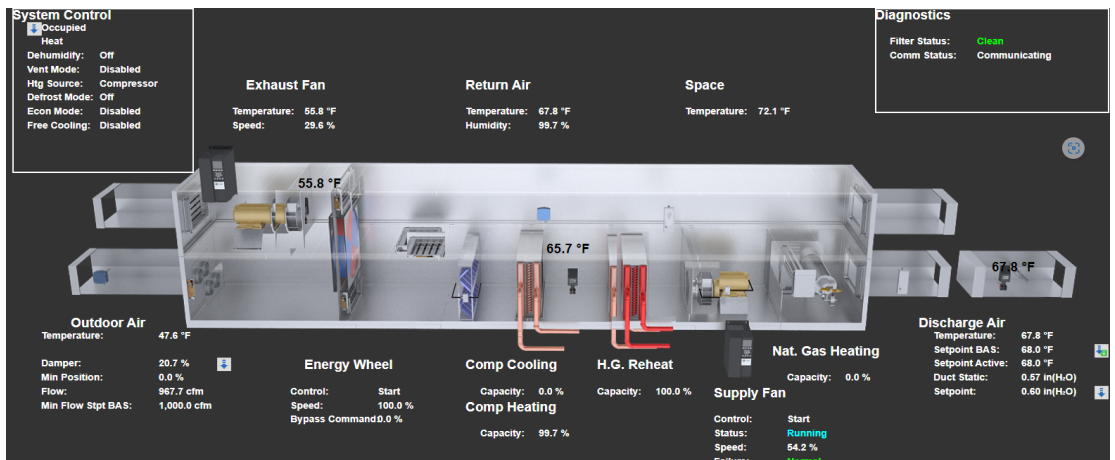 System Control
Occupied
Heat
Dehumidify: Off
Vent Mode: Disabled
Htg Source: Compressor
Defrost Mode: Off
Econ Mode: Disabled
Free Cooling: Disabled
Diagnostics
Filter Status: Clean
Comm Status: Communicating
Exhaust Fan
Temperature: 55.8 °F
Speed: 29.6 %
Return Air
Temperature: 67.8 °F
Humidity: 99.7 %
Space
Temperature: 72.1 °F
55.8 °F
65.7 °F
67.8 °F
Outdoor Air
Temperature: 47.6 °F
Damper: 20.7 %
Min Position: 0.0 %
Flow: 967.7 cfm
Min Flow Stpt BAS: 1,000.0 cfm
Energy Wheel
Control: Start
Speed: 100.0 %
Bypass Command: 0.0 %
Comp Cooling
Capacity: 0.0 %
Comp Heating
Capacity: 99.7 %
H.G. Reheat
Capacity: 100.0 %
Nat. Gas Heating
Capacity: 0.0 %
Supply Fan
Control: Start
Status: Running
Speed: 54.2 %
Failure: Normal
Discharge Air
Temperature: 67.8 °F
Setpoint BAS: 68.0 °F
Setpoint Active: 68.0 °F
Duct Static: 0.57 in(H₂O)
Setpoint: 0.60 in(H₂O)